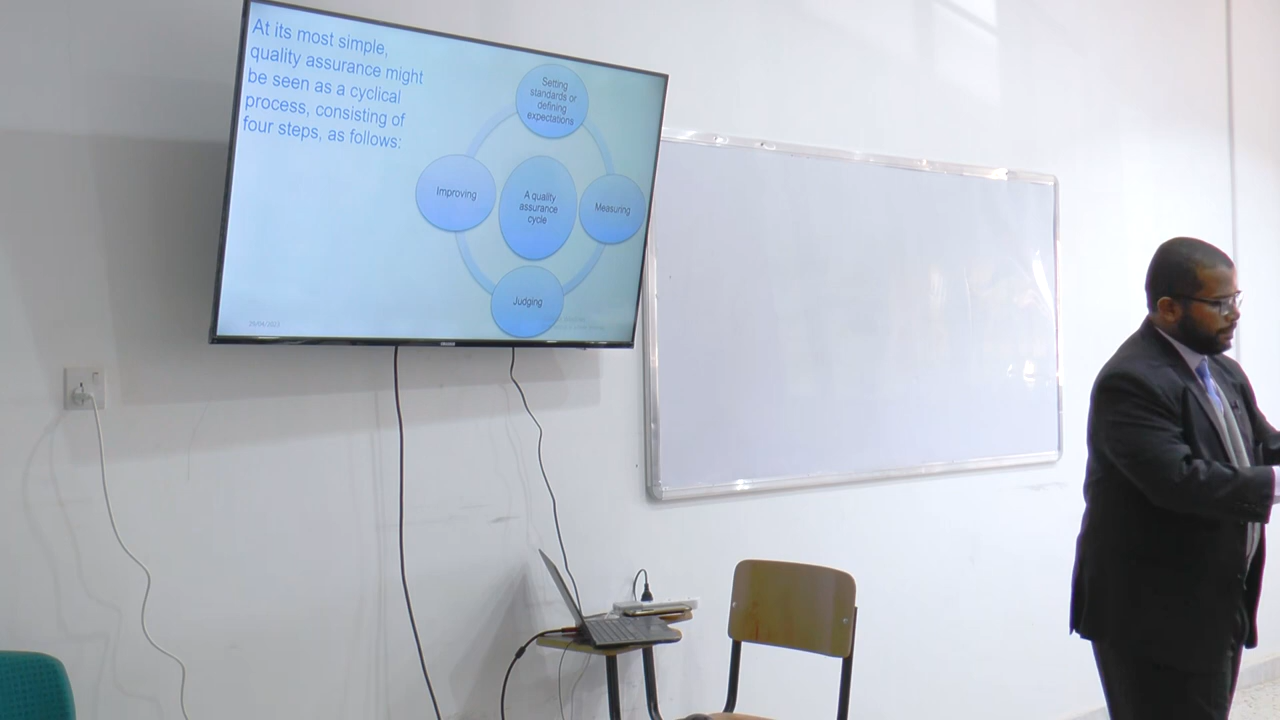 At its most simple,
quality assurance might
be seen as a cyclical
process, consisting of
four steps, as follows:
Setting
standards or
defining
expectations
Improving
A quality
assurance
cycle
Measuring
Judging